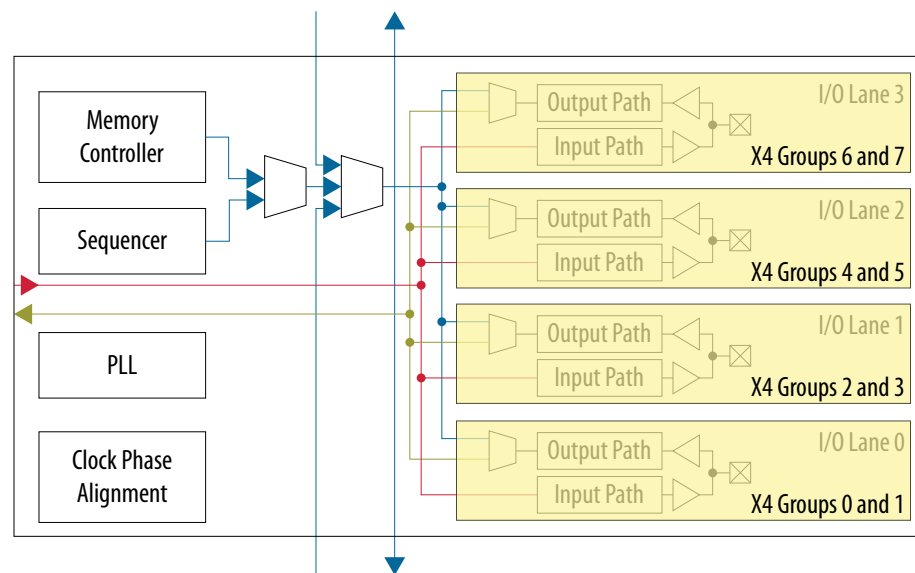 Memory
Controller
Sequencer
PLL
Clock Phase
Alignment
I/O Lane 3
Output Path
Input Path
X4 Groups 6 and 7
I/O Lane 2
Output Path
Input Path
X4 Groups 4 and 5
I/O Lane 1
Output Path
Input Path
X4 Groups 2 and 3
I/O Lane 0
Output Path
Input Path
X4 Groups 0 and 1